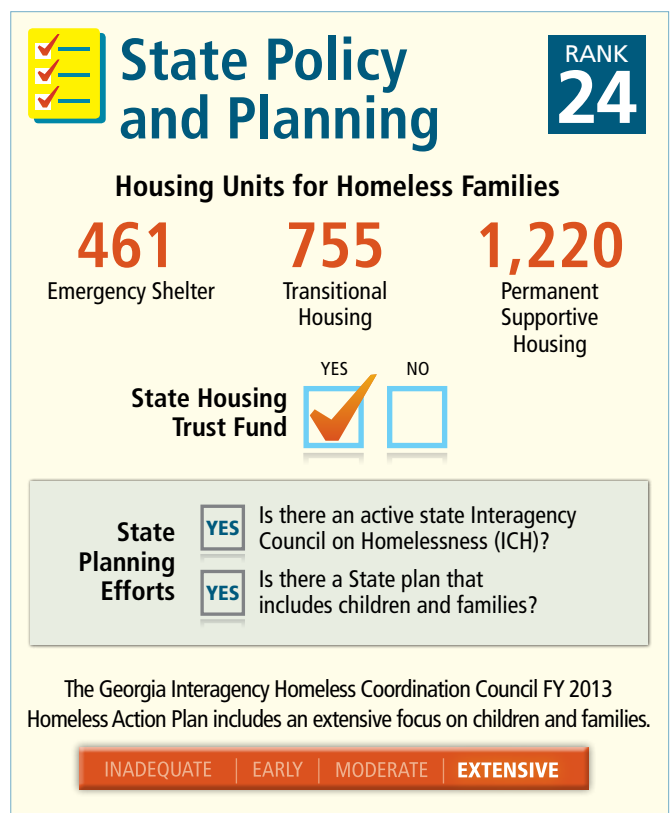 State Policy
and Planning
RANK
24
Housing Units for Homeless Families
461
Emergency Shelter
755
Transitional
Housing
1,220
Permanent
Supportive
Housing
YES
NO
State Housing
Trust Fund
State
Planning
Efforts
YES
Is there an active state Interagency
Council on Homelessness (ICH)?
YES
Is there a State plan that
includes children and families?
The Georgia Interagency Homeless Coordination Council FY 2013
Homeless Action Plan includes an extensive focus on children and families.
INADEQUATE | EARLY | MODERATE | EXTENSIVE